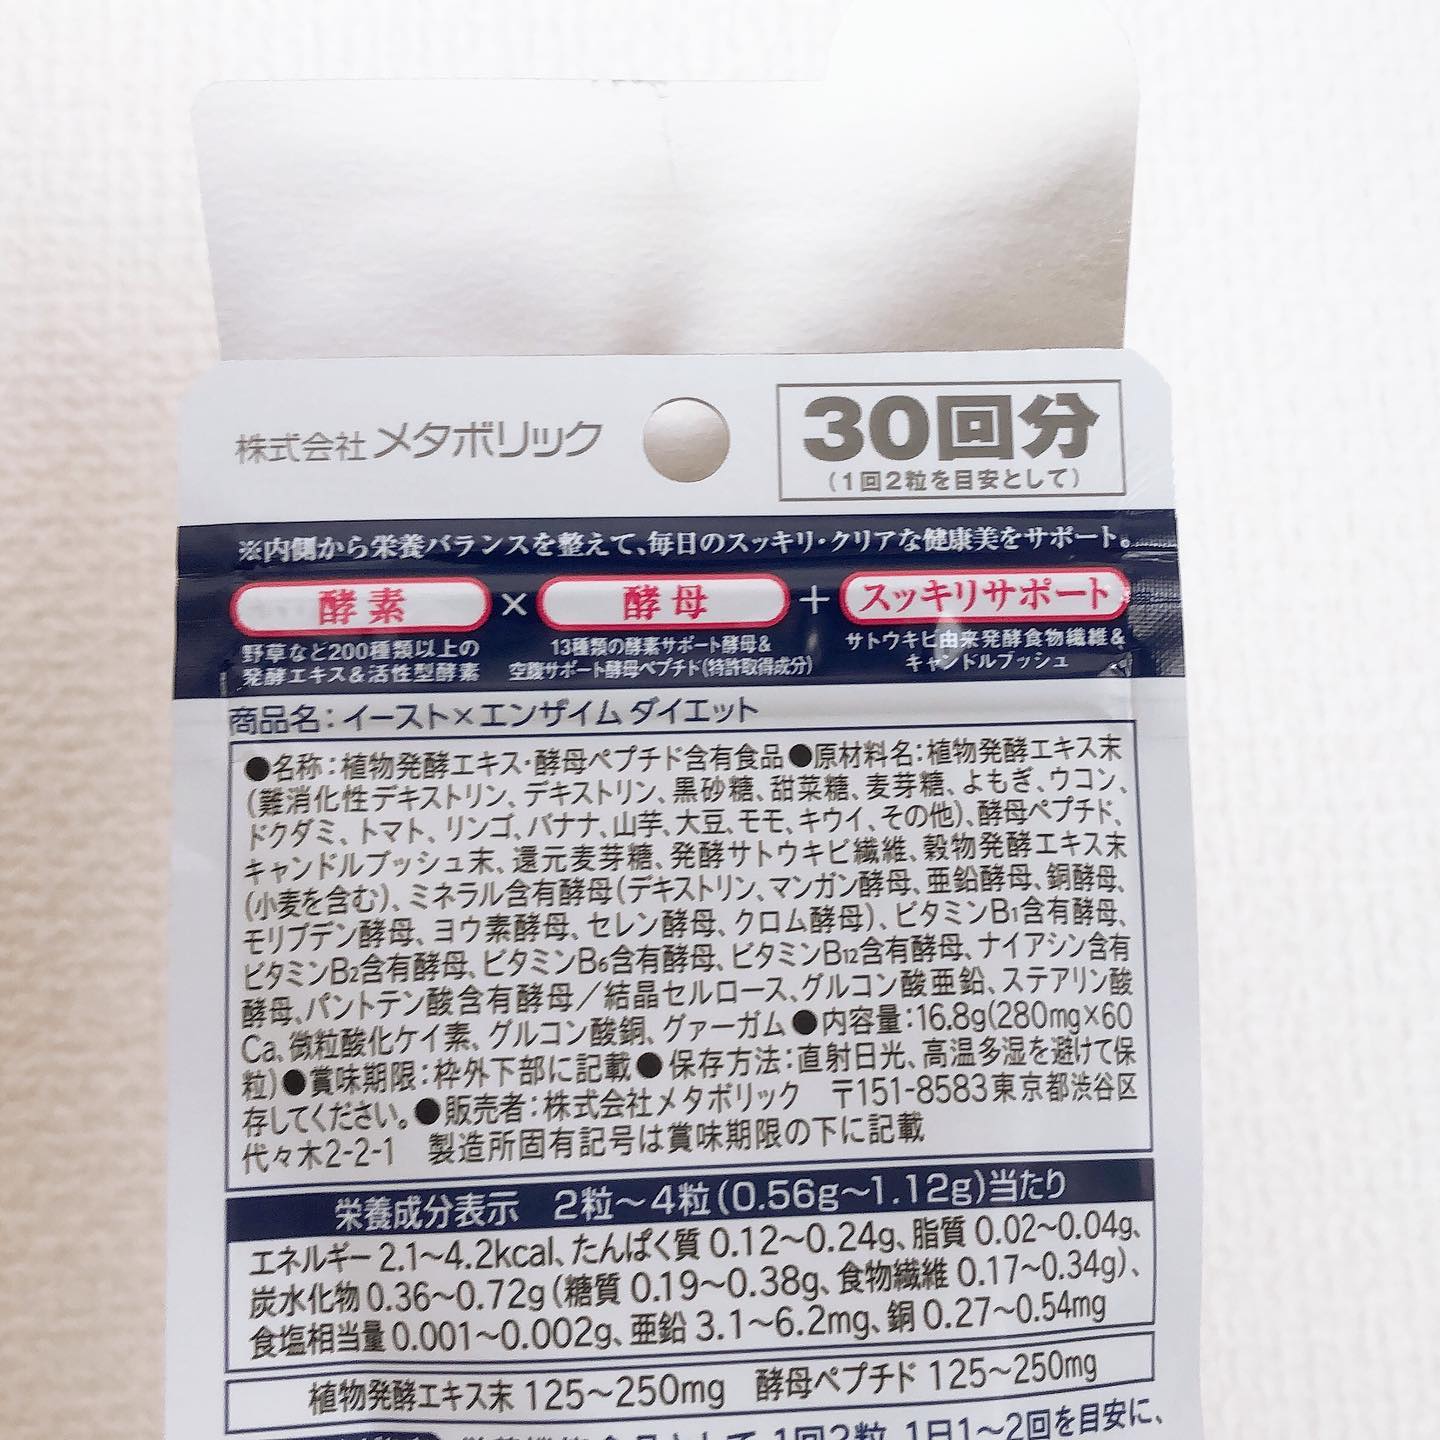 株式会社メタボリック
30回分
(1回2粒を目安として)
※内側から栄養バランスを整えて、毎日のスッキリ・クリアな健康美をサポート。
酵素×酵母+スッキリサポート
野草など200種類以上の
発酵エキス&活性型酵素
13種類の酵素サポート酵母&
空腹サポート酵母ペプチド(特許取得成分)
サトウキビ由来発酵食物繊維&
キャンドルブッシュ
商品名:イースト×エンザイム ダイエット
●名称:植物発酵エキス・酵母ペプチド含有食品●原材料名:植物発酵エキス末
(難消化性デキストリン、デキストリン、黒砂糖、甜菜糖、麦芽糖、よもぎ、ウコン、
ドクダミ、トマト、リンゴ、バナナ、山芋、大豆、モモ、キウイ、その他)、酵母ペプチド、
キャンドルブッシュ末、還元麦芽糖、発酵サトウキビ繊維、穀物発酵エキス末
(小麦を含む)、ミネラル含有酵母(デキストリン、マンガン酵母、亜鉛酵母、銅酵母、
モリブデン酵母、ヨウ素酵母、セレン酵母、クロム酵母)、ビタミンB₁含有酵母、
ビタミンB₂含有酵母、ビタミンB₆含有酵母、ビタミンB₁₂含有酵母、ナイアシン含有
酵母、パントテン酸含有酵母/結晶セルロース、グルコン酸亜鉛、ステアリン酸
Ca、微粒酸化ケイ素、グルコン酸銅、グァーガム●内容量:16.8g(280mg×60
粒)●賞味期限:枠外下部に記載●保存方法:直射日光、高温多湿を避けて保
存してください。●販売者:株式会社メタボリック 〒151-8583東京都渋谷区
代々木2-2-1 製造所固有記号は賞味期限の下に記載
栄養成分表示 2粒〜4粒(0.56g〜1.12g)当たり
エネルギー2.1〜4.2kcal、たんぱく質0.12〜0.24g、脂質0.02〜0.04g、
炭水化物0.36〜0.72g(糖質0.19〜0.38g、食物繊維0.17〜0.34g)、
食塩相当量0.001〜0.002g、亜鉛3.1〜6.2mg、銅0.27〜0.54mg
植物発酵エキス末 125〜250mg 酵母ペプチド 125〜250mg
1回2粒、1日1〜2回を目安に、